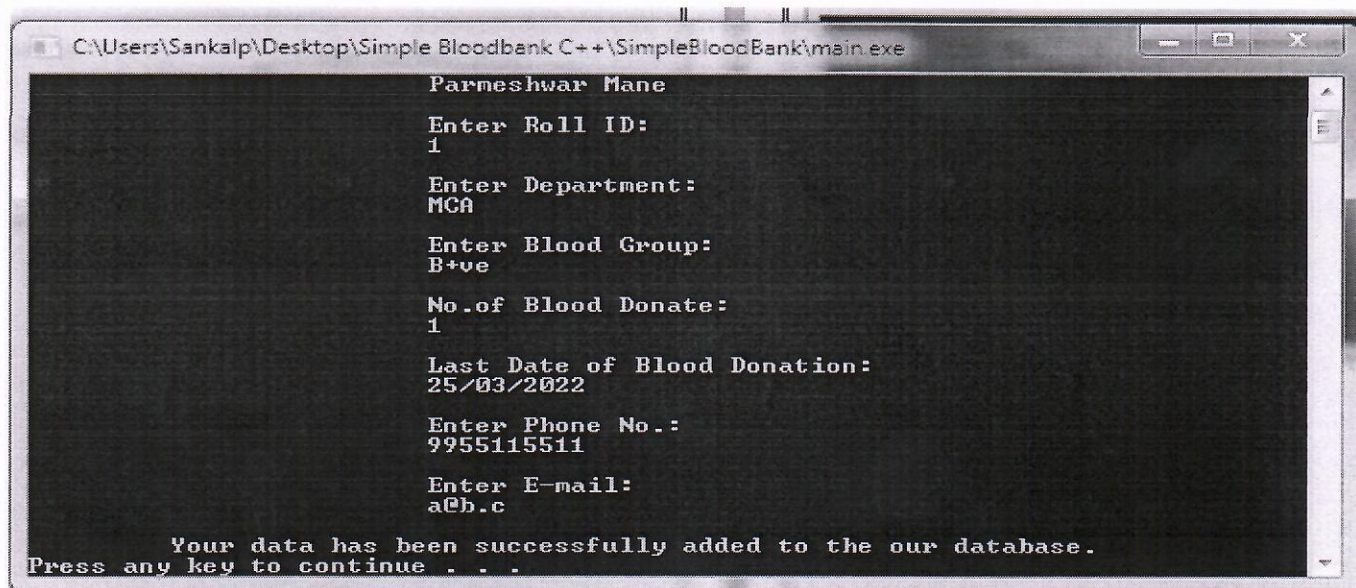 C:\Users\Sankalp\Desktop\Simple Bloodbank C++\SimpleBloodBank\main.exe
Parmeshwar Mane
Enter Roll ID:
1
Enter Department:
MCA
Enter Blood Group:
B+ve
No.of Blood Donate:
1
Last Date of Blood Donation:
25/03/2022
Enter Phone No.:
9955115511
Enter E-mail:
a@b.c
Your data has been successfully added to the our database.
Press any key to continue . . .